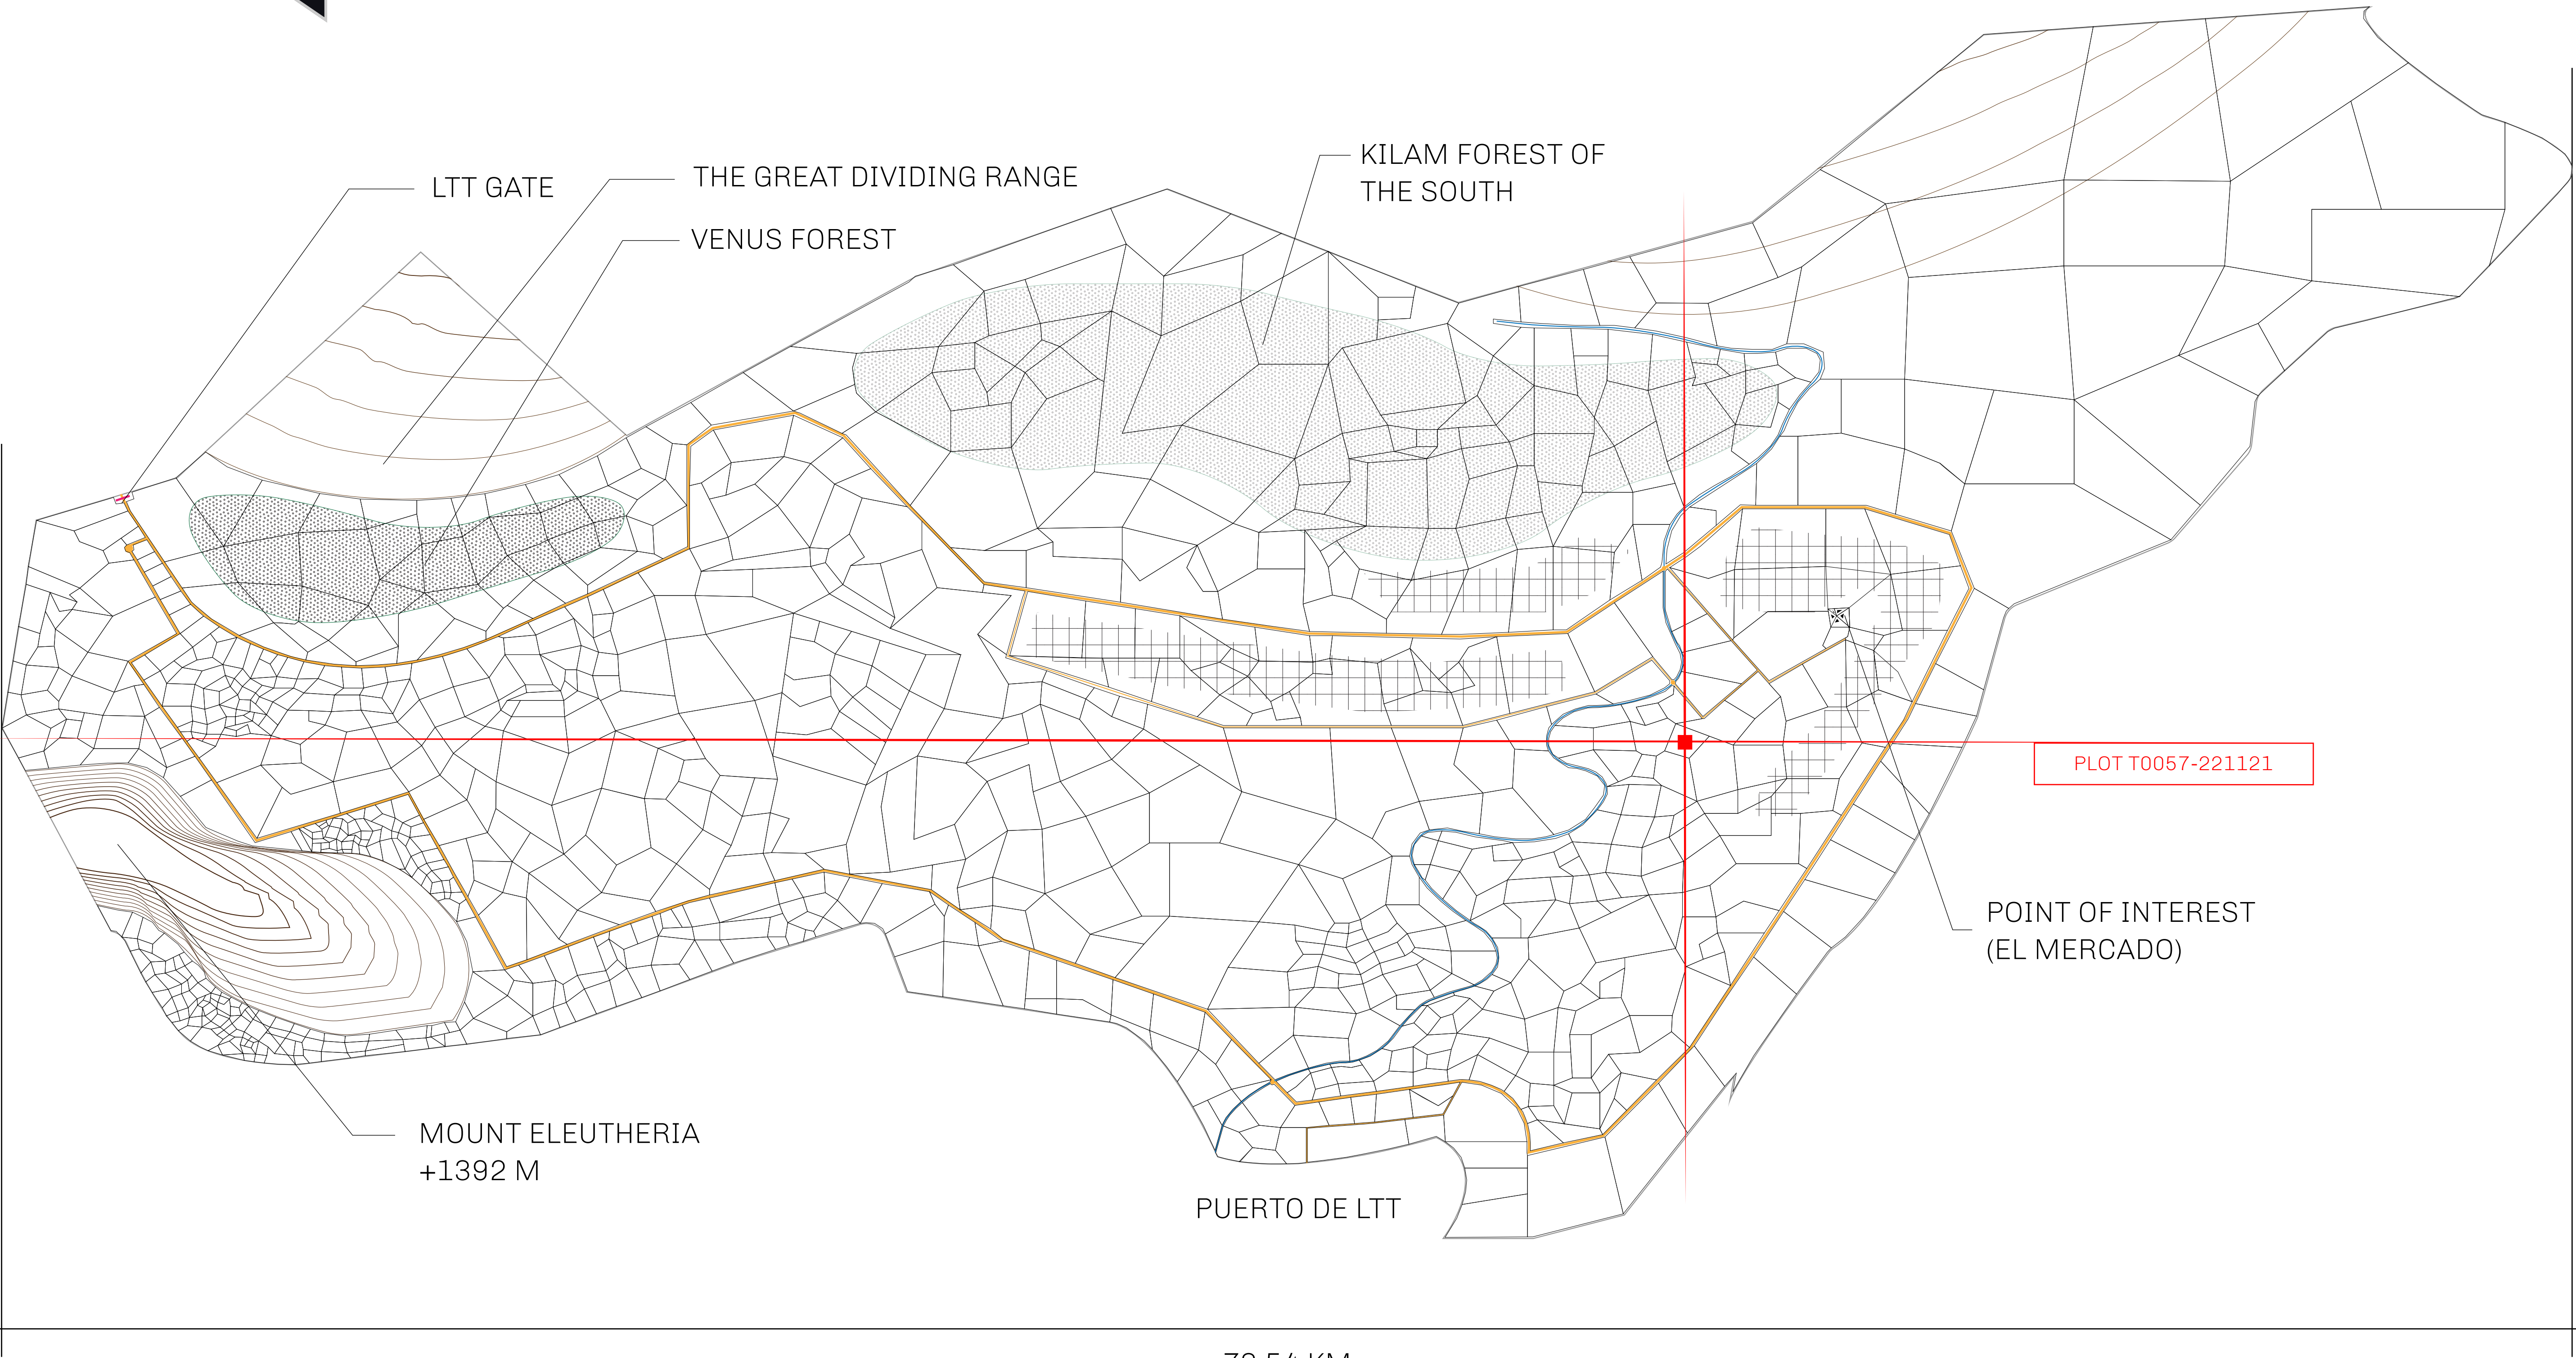 KILAM FOREST OF
THE SOUTH
THE GREAT DIVIDING RANGE
LTT GATE
VENUS FOREST
PLOT T0057-221121
POINT OF INTEREST
(EL MERCADO)
MOUNT ELEUTHERIA
+1392 M
PUERTO DE LTT
KM